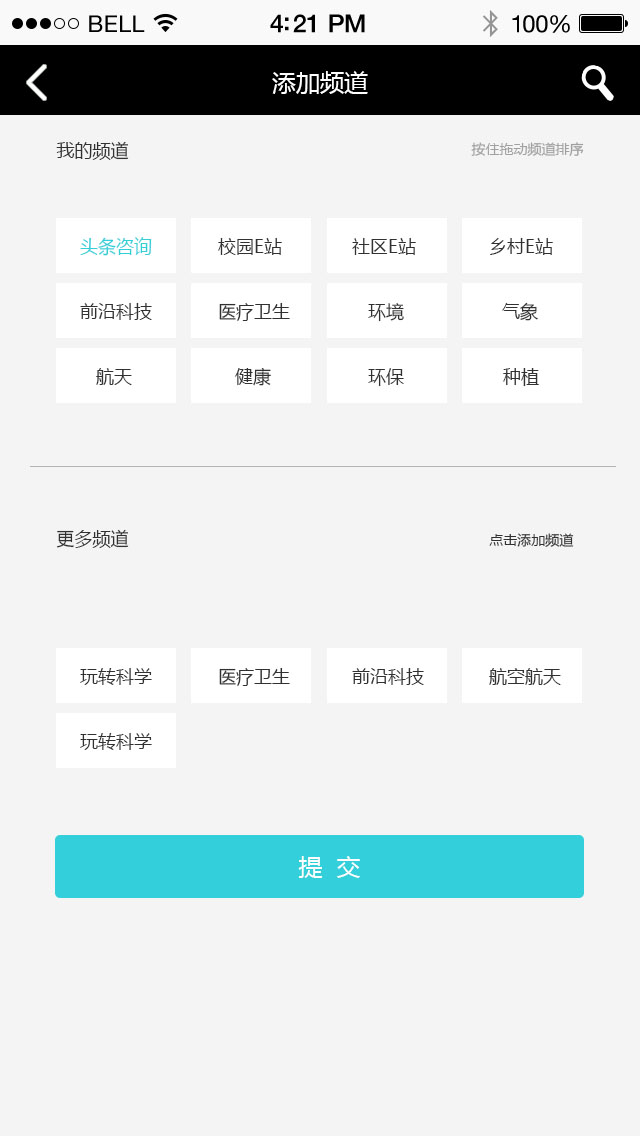 BELL 4:21 PM 100%
添加频道
我的频道 按住拖动频道排序
头条咨询 校园E站 社区E站 乡村E站
前沿科技 医疗卫生 环境 气象
航天 健康 环保 种植
更多频道 点击添加频道
玩转科学 医疗卫生 前沿科技 航空航天
玩转科学
提 交